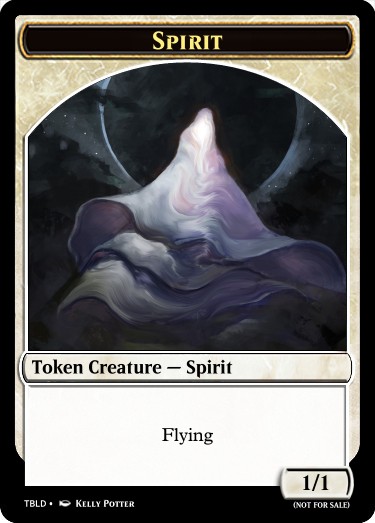 Spirit
Token Creature — Spirit
Flying
1/1
TBLD • Kelly Potter
(NOT FOR SALE)